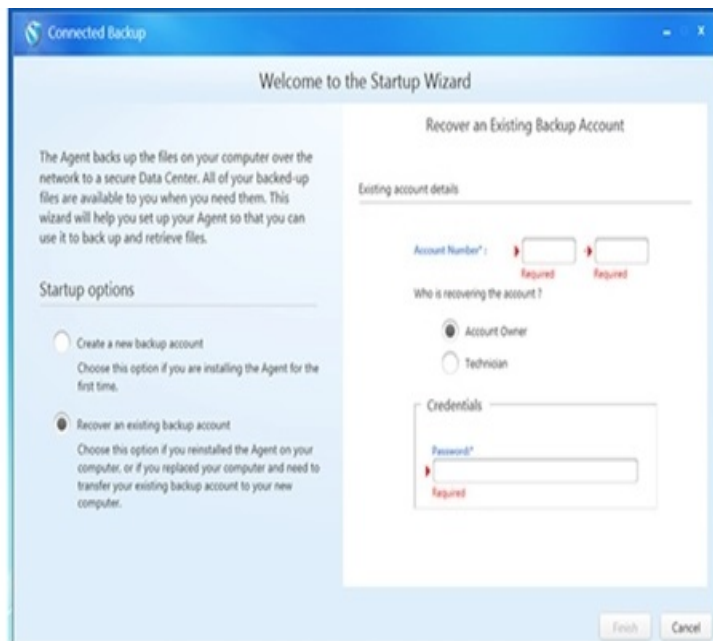 Connected Backup
Welcome to the Startup Wizard
The Agent backs up the files on your computer over the
network to a secure Data Center. All of your backed-up
files are available to you when you need them. This
wizard will help you set up your Agent so that you can
use it to back up and retrieve files.
Startup options
Create a new backup account
Choose this option if you are installing the Agent for the
first time.
Recover an existing backup account
Choose this option if you reinstalled the Agent on your
computer, or if you replaced your computer and need to
transfer your existing backup account to your new
computer.
Recover an Existing Backup Account
Existing account details
Account Number* :
Required Required
Who is recovering the account ?
Account Owner
Technician
Credentials
Password:*
Required
Finish Cancel